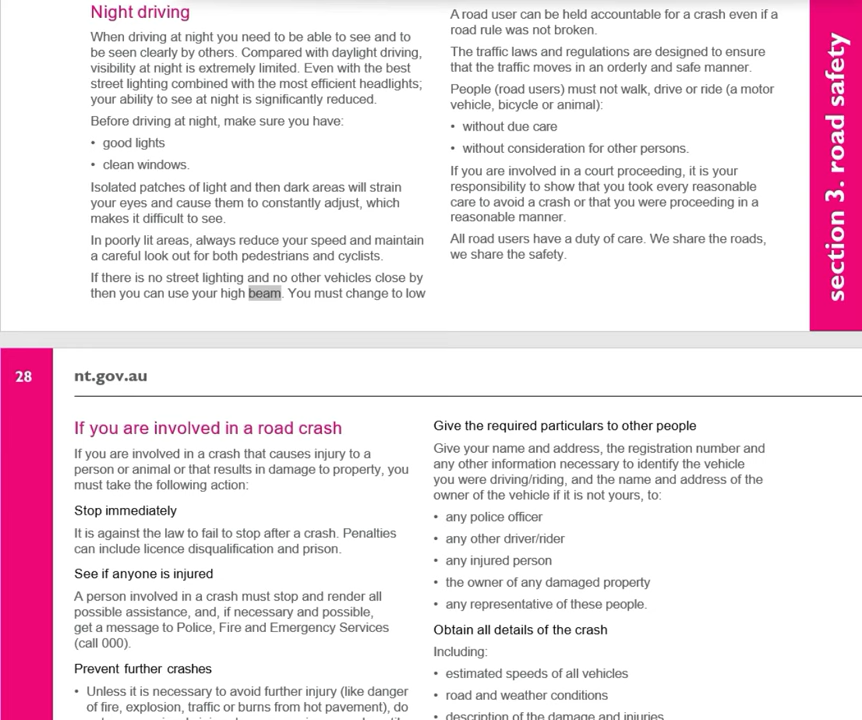 Night driving
When driving at night you need to be able to see and to
be seen clearly by others. Compared with daylight driving,
visibility at night is extremely limited. Even with the best
street lighting combined with the most efficient headlights;
your ability to see at night is significantly reduced.
Before driving at night, make sure you have:
• good lights
• clean windows.
Isolated patches of light and then dark areas will strain
your eyes and cause them to constantly adjust, which
makes it difficult to see.
In poorly lit areas, always reduce your speed and maintain
a careful look out for both pedestrians and cyclists.
If there is no street lighting and no other vehicles close by
then you can use your high beam. You must change to low
A road user can be held accountable for a crash even if a
road rule was not broken.
The traffic laws and regulations are designed to ensure
that the traffic moves in an orderly and safe manner.
People (road users) must not walk, drive or ride (a motor
vehicle, bicycle or animal):
• without due care
• without consideration for other persons.
If you are involved in a court proceeding, it is your
responsibility to show that you took every reasonable
care to avoid a crash or that you were proceeding in a
reasonable manner.
All road users have a duty of care. We share the roads,
we share the safety.
section 3. road safety
28
nt.gov.au
If you are involved in a road crash
If you are involved in a crash that causes injury to a
person or animal or that results in damage to property, you
must take the following action:
Stop immediately
It is against the law to fail to stop after a crash. Penalties
can include licence disqualification and prison.
See if anyone is injured
A person involved in a crash must stop and render all
possible assistance, and, if necessary and possible,
get a message to Police, Fire and Emergency Services
(call 000).
Prevent further crashes
• Unless it is necessary to avoid further injury (like danger
of fire, explosion, traffic or burns from hot pavement), do
Give the required particulars to other people
Give your name and address, the registration number and
any other information necessary to identify the vehicle
you were driving/riding, and the name and address of the
owner of the vehicle if it is not yours, to:
• any police officer
• any other driver/rider
• any injured person
• the owner of any damaged property
• any representative of these people.
Obtain all details of the crash
Including:
• estimated speeds of all vehicles
• road and weather conditions
• description of the damage and injuries